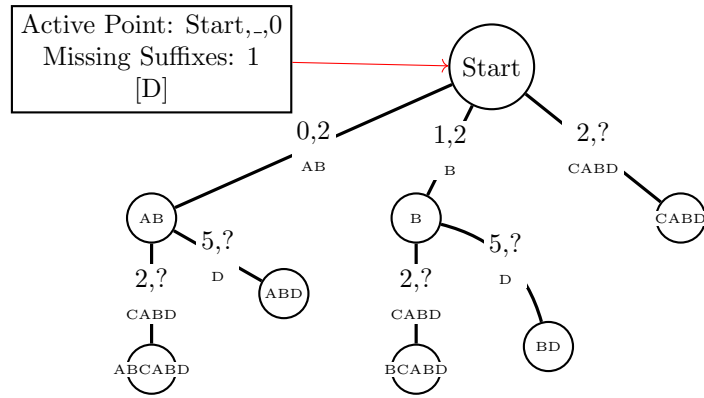 Active Point: Start,_,0
Missing Suffixes: 1
[D]
Start
0,2
AB
1,2
B
2,?
CABD
AB
B
CABD
5,?
D
5,?
D
2,?
CABD
2,?
CABD
ABD
BD
ABCABD
BCABD